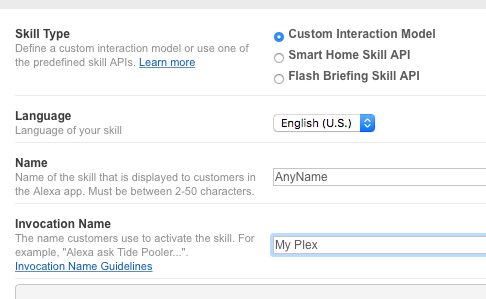 Skill Type
Define a custom interaction model or use one of
the predefined skill APIs. Learn more
Custom Interaction Model
Smart Home Skill API
Flash Briefing Skill API
Language
Language of your skill
English (U.S.)
Name
Name of the skill that is displayed to customers in
the Alexa app. Must be between 2-50 characters.
AnyName
Invocation Name
The name customers use to activate the skill. For
example, "Alexa ask Tide Pooler...".
Invocation Name Guidelines
My Plex